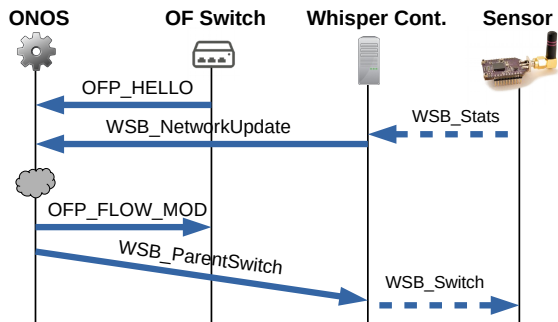 ONOS OF Switch Whisper Cont. Sensor
OFP_HELLO
WSB_Stats
WSB_NetworkUpdate
OFP_FLOW_MOD
WSB_ParentSwitch
WSB_Switch